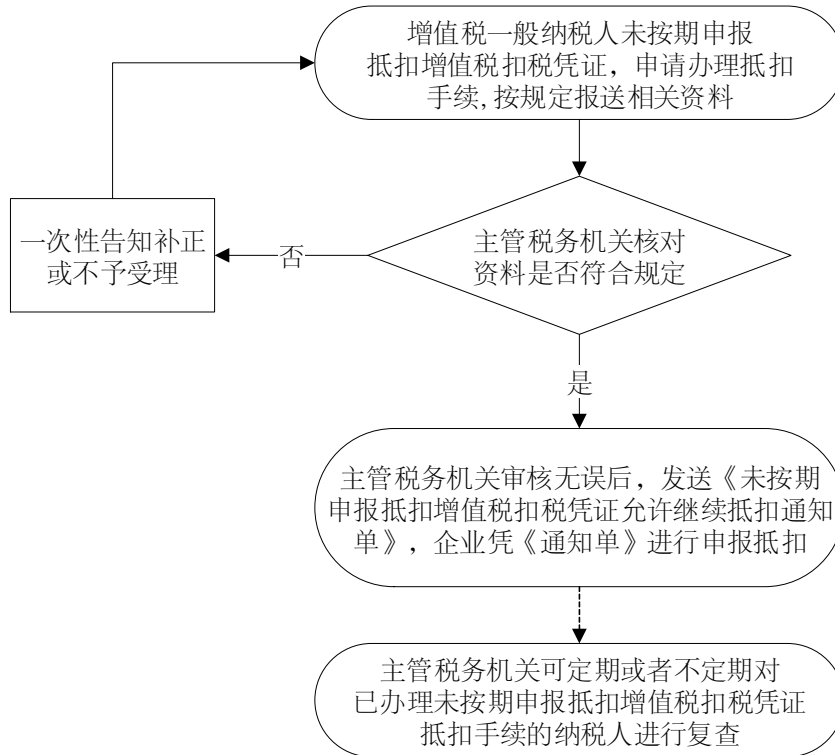 增值税一般纳税人未按期申报
抵扣增值税扣税凭证，申请办理抵扣
手续,按规定报送相关资料
主管税务机关核对
资料是否符合规定
否
一次性告知补正
或不予受理
是
主管税务机关审核无误后，发送《未按期
申报抵扣增值税扣税凭证允许继续抵扣通知
单》，企业凭《通知单》进行申报抵扣
主管税务机关可定期或者不定期对
已办理未按期申报抵扣增值税扣税凭证
抵扣手续的纳税人进行复查